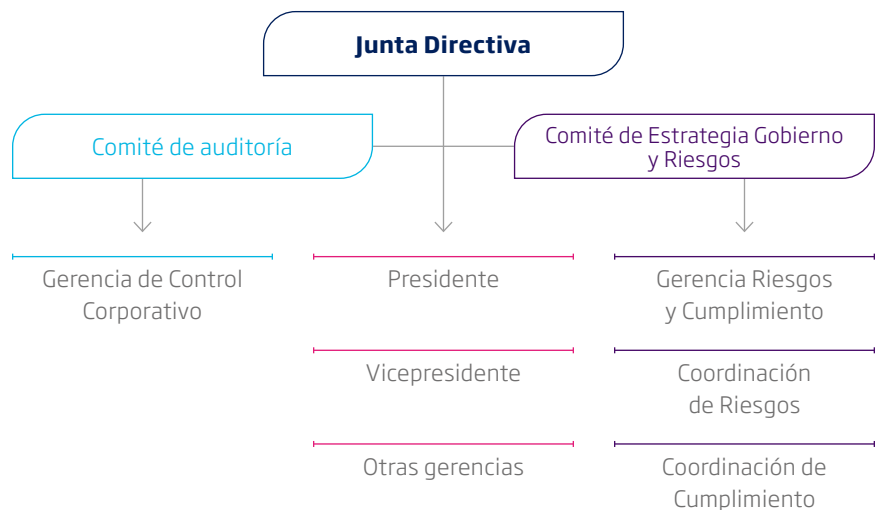 Junta Directiva
Comité de auditoría
Comité de Estrategia Gobierno
y Riesgos
Gerencia de Control
Corporativo
Presidente
Vicepresidente
Otras gerencias
Gerencia Riesgos
y Cumplimiento
Coordinación
de Riesgos
Coordinación de
Cumplimiento